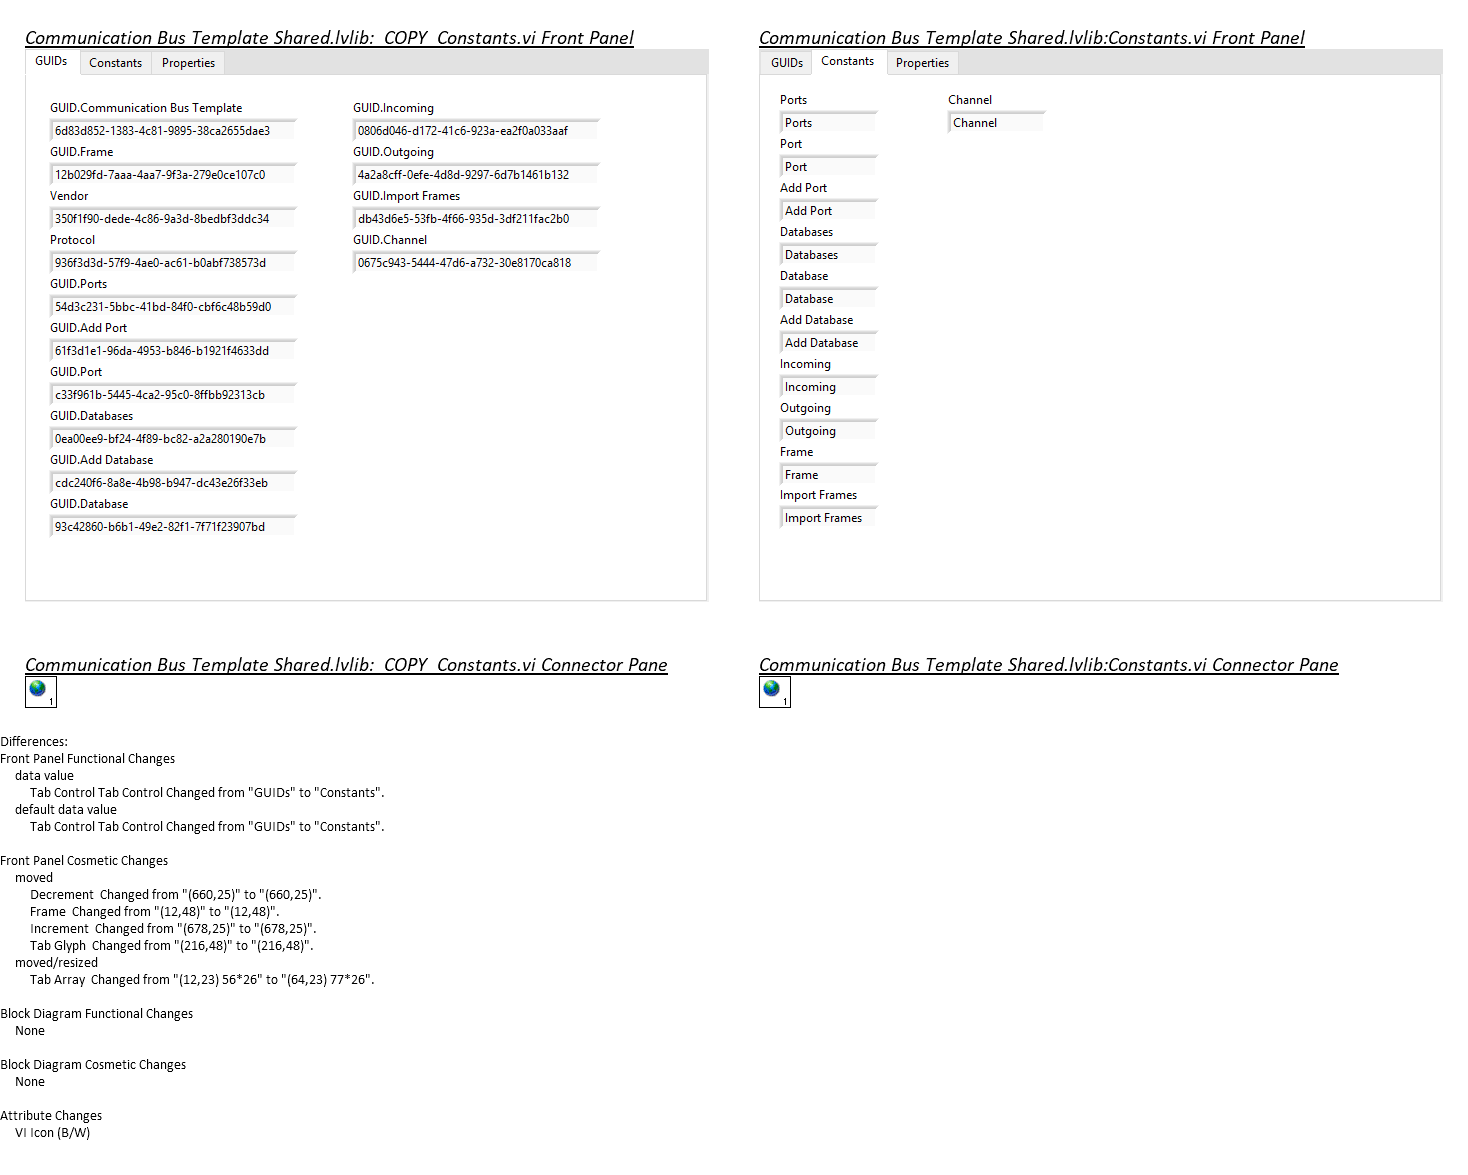 Communication Bus Template Shared.lvlib:_COPY_Constants.vi Front Panel
GUIDs Constants Properties
GUID.Communication Bus Template
6d83d852-1383-4c81-9895-38ca2655dae3
GUID.Frame
12b029fd-7aaa-4aa7-9f3a-279e0ce107c0
Vendor
350f1f90-dede-4c86-9a3d-8bedbf3ddc34
Protocol
936f3d3d-57f9-4ae0-ac61-b0abf738573d
GUID.Ports
54d3c231-5bbc-41bd-84f0-cbf6c48b59d0
GUID.Add Port
61f3d1e1-96da-4953-b846-b1921f4633dd
GUID.Port
c33f961b-5445-4ca2-95c0-8ffbb92313cb
GUID.Databases
0ea00ee9-bf24-4f89-bc82-a2a280190e7b
GUID.Add Database
cdc240f6-8a8e-4b98-b947-dc43e26f33eb
GUID.Database
93c42860-b6b1-49e2-82f1-7f71f23907bd
GUID.Incoming
0806d046-d172-41c6-923a-ea2f0a033aaf
GUID.Outgoing
4a2a8cff-0efe-4d8d-9297-6d7b1461b132
GUID.Import Frames
db43d6e5-53fb-4f66-935d-3df211fac2b0
GUID.Channel
0675c943-5444-47d6-a732-30e8170ca818
Communication Bus Template Shared.lvlib:Constants.vi Front Panel
GUIDs Constants Properties
Ports
Ports
Port
Port
Add Port
Add Port
Databases
Databases
Database
Database
Add Database
Add Database
Incoming
Incoming
Outgoing
Outgoing
Frame
Frame
Import Frames
Import Frames
Channel
Channel
Communication Bus Template Shared.lvlib:_COPY_Constants.vi Connector Pane
1
Communication Bus Template Shared.lvlib:Constants.vi Connector Pane
1
Differences:
Front Panel Functional Changes
data value
Tab Control Tab Control Changed from "GUIDs" to "Constants".
default data value
Tab Control Tab Control Changed from "GUIDs" to "Constants".
Front Panel Cosmetic Changes
moved
Decrement  Changed from "(660,25)" to "(660,25)".
Frame  Changed from "(12,48)" to "(12,48)".
Increment  Changed from "(678,25)" to "(678,25)".
Tab Glyph  Changed from "(216,48)" to "(216,48)".
moved/resized
Tab Array  Changed from "(12,23) 56*26" to "(64,23) 77*26".
Block Diagram Functional Changes
None
Block Diagram Cosmetic Changes
None
Attribute Changes
VI Icon (B/W)